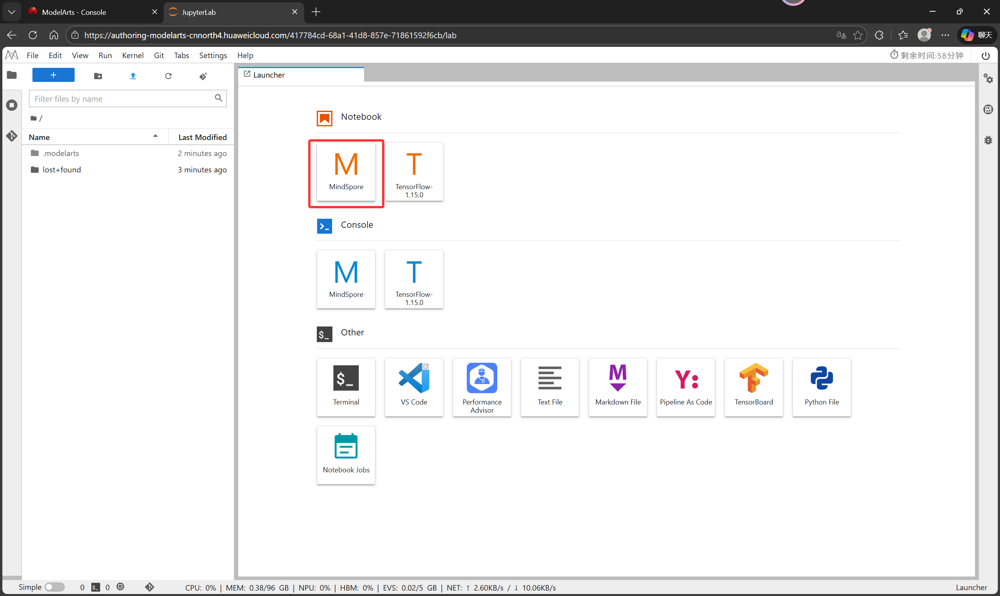 ModelArts - Console
JupyterLab
https://authoring-modelarts-cnnorth4.huaweicloud.com/417784cd-68a1-41d8-857e-71861592f6cb/lab
聊天
File Edit View Run Kernel Git Tabs Settings Help
剩余时间:58分钟
Launcher
Filter files by name
/
Name Last Modified
.modelarts 2 minutes ago
lost+found 3 minutes ago
Notebook
M
MindSpore
T
TensorFlow-
1.15.0
Console
M
MindSpore
T
TensorFlow-
1.15.0
$_ Other
$_
Terminal
VS Code
Performance
Advisor
Text File
M
Markdown File
Y:
Pipeline As Code
TensorBoard
Python File
Notebook Jobs
Simple 0 $_ 0 CPU: 0% | MEM: 0.38/96 GB | NPU: 0% | HBM: 0% | EVS: 0.02/5 GB | NET: ↑ 2.60KB/s / ↓ 10.06KB/s Launcher